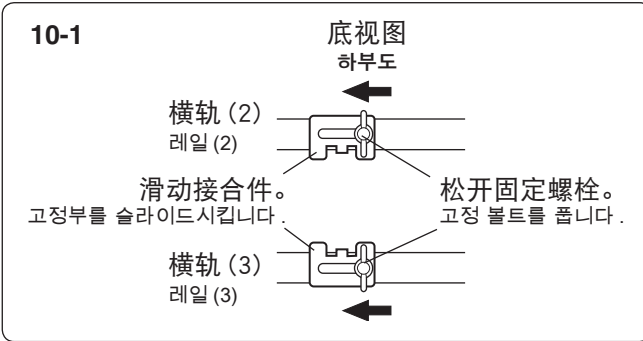 10-1
底视图
하부도
横轨 (2)
레일 (2)
滑动接合件。
고정부를 슬라이드시킵니다 .
松开固定螺栓。
고정 볼트를 풉니다 .
横轨 (3)
레일 (3)